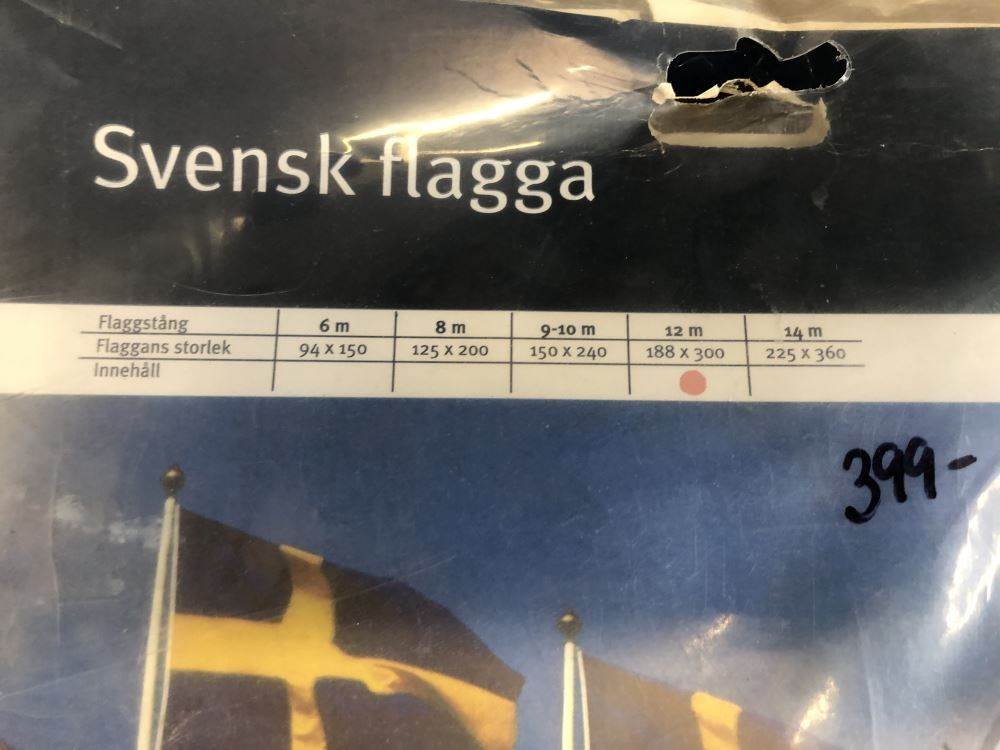 Svensk flagga
Flaggstång 6 m 8 m 9-10 m 12 m 14 m
Flaggans storlek 94 x 150 125 x 200 150 x 240 188 x 300 225 x 360
Innehåll
399-